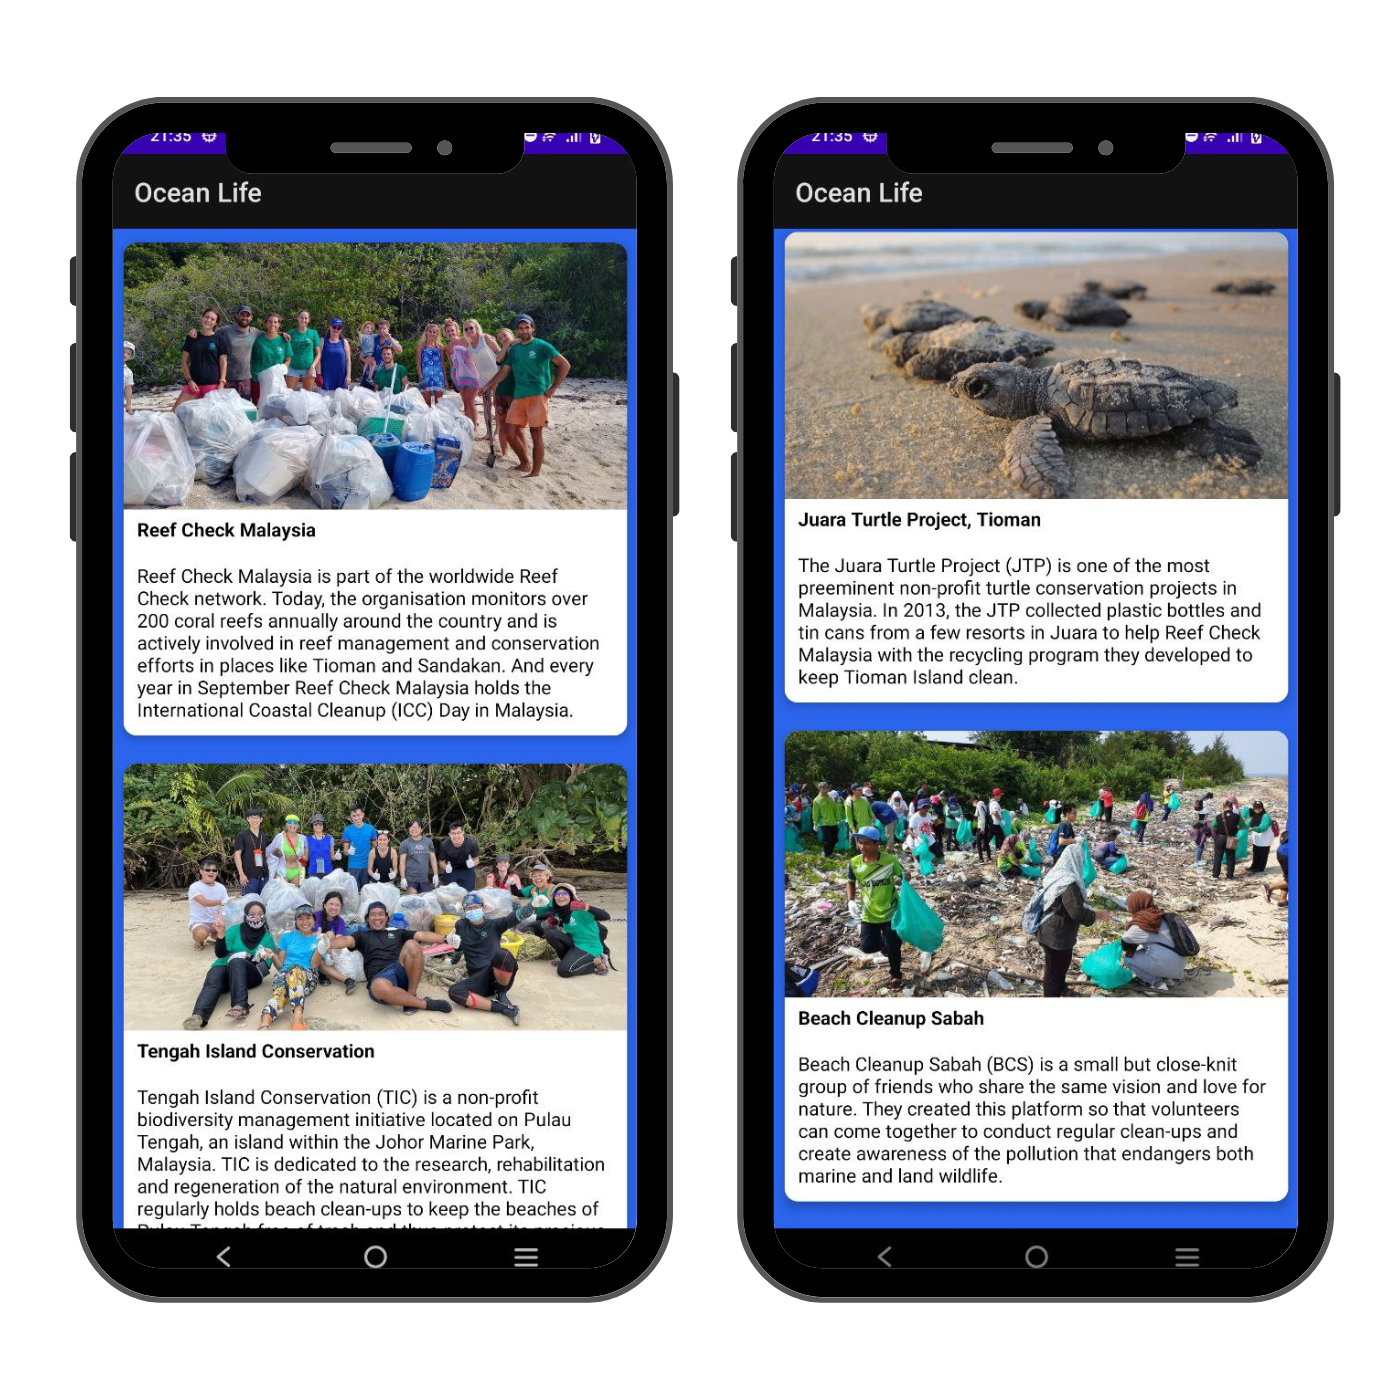 21:35
Ocean Life
Reef Check Malaysia
Reef Check Malaysia is part of the worldwide Reef
Check network. Today, the organisation monitors over
200 coral reefs annually around the country and is
actively involved in reef management and conservation
efforts in places like Tioman and Sandakan. And every
year in September Reef Check Malaysia holds the
International Coastal Cleanup (ICC) Day in Malaysia.
Tengah Island Conservation
Tengah Island Conservation (TIC) is a non-profit
biodiversity management initiative located on Pulau
Tengah, an island within the Johor Marine Park,
Malaysia. TIC is dedicated to the research, rehabilitation
and regeneration of the natural environment. TIC
regularly holds beach clean-ups to keep the beaches of
Pulau Tengah free of trash and thus protect its precious
21:35
Ocean Life
Juara Turtle Project, Tioman
The Juara Turtle Project (JTP) is one of the most
preeminent non-profit turtle conservation projects in
Malaysia. In 2013, the JTP collected plastic bottles and
tin cans from a few resorts in Juara to help Reef Check
Malaysia with the recycling program they developed to
keep Tioman Island clean.
Beach Cleanup Sabah
Beach Cleanup Sabah (BCS) is a small but close-knit
group of friends who share the same vision and love for
nature. They created this platform so that volunteers
can come together to conduct regular clean-ups and
create awareness of the pollution that endangers both
marine and land wildlife.